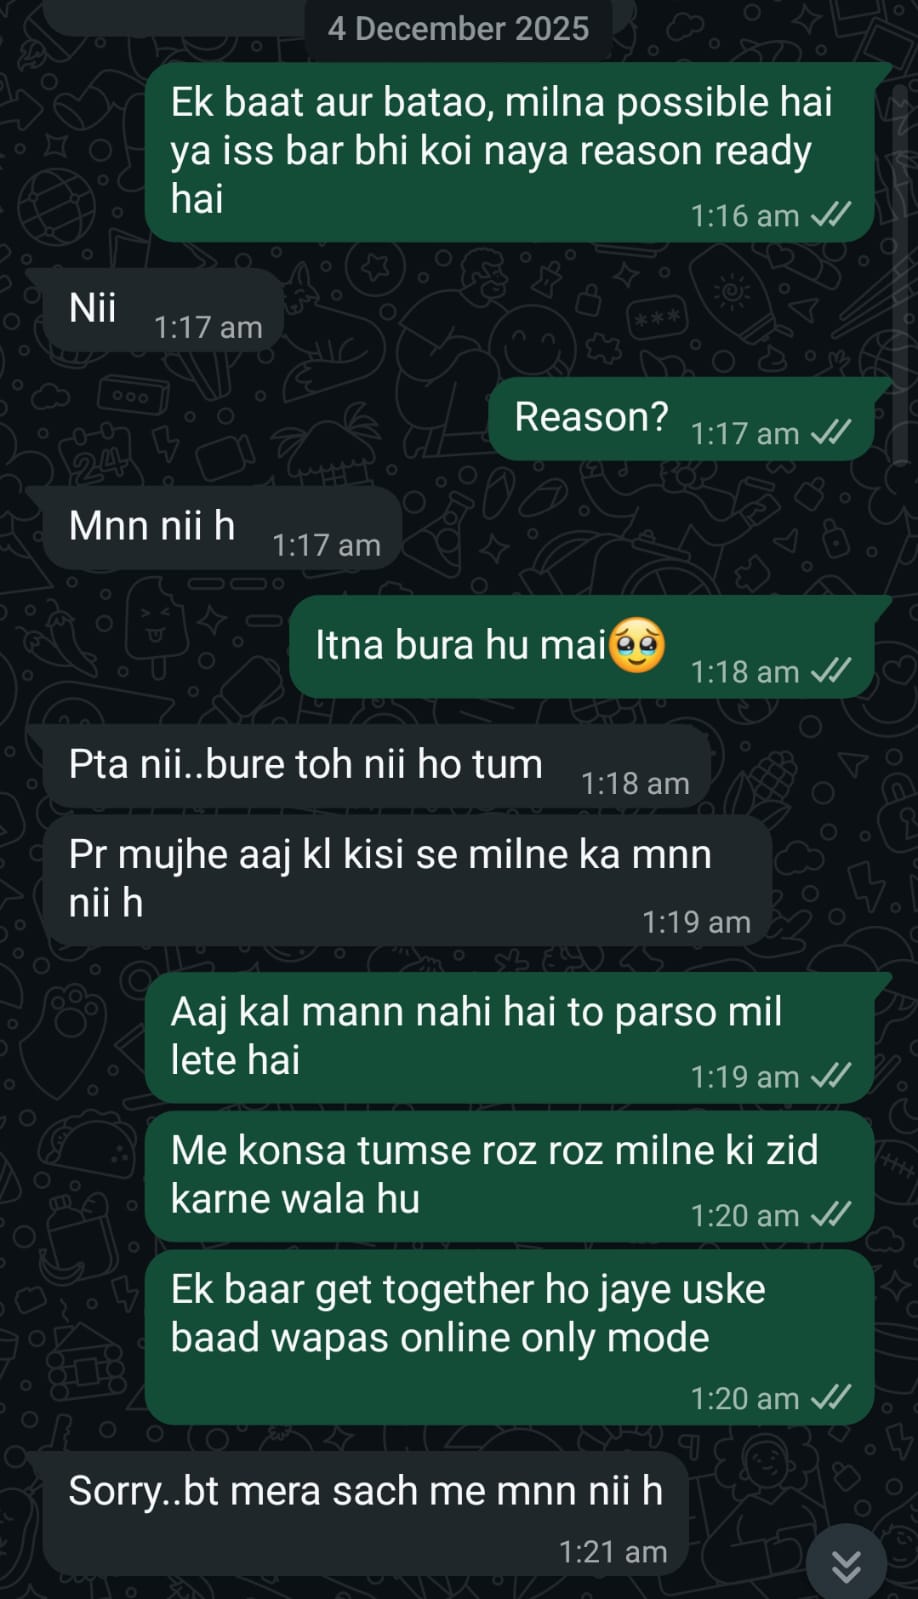 4 December 2025
Ek baat aur batao, milna possible hai
ya iss bar bhi koi naya reason ready
hai
1:16 am
Nii
1:17 am
Reason?
1:17 am
Mnn nii h
1:17 am
Itna bura hu mai🥹
1:18 am
Pta nii..bure toh nii ho tum
1:18 am
Pr mujhe aaj kl kisi se milne ka mnn
nii h
1:19 am
Aaj kal mann nahi hai to parso mil
lete hai
1:19 am
Me konsa tumse roz roz milne ki zid
karne wala hu
1:20 am
Ek baar get together ho jaye uske
baad wapas online only mode
1:20 am
Sorry..bt mera sach me mnn nii h
1:21 am